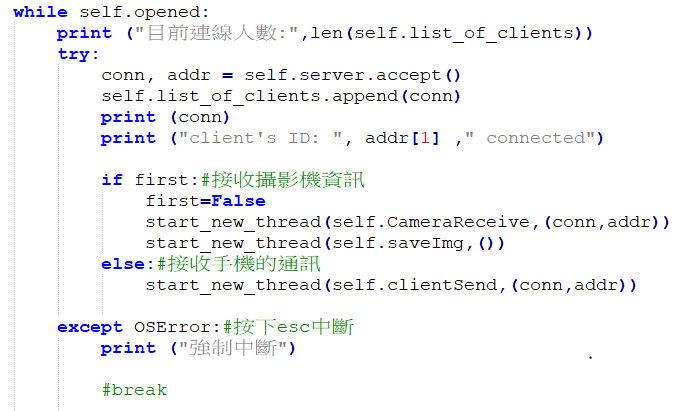 while self.opened:
    print ("目前連線人數:",len(self.list_of_clients))
    try:
        conn, addr = self.server.accept()
        self.list_of_clients.append(conn)
        print (conn)
        print ("client's ID: ", addr[1] ," connected")
        if first:#接收攝影機資訊
            first=False
            start_new_thread(self.CameraReceive,(conn,addr))
            start_new_thread(self.saveImg,())
        else:#接收手機的通訊
            start_new_thread(self.clientSend,(conn,addr))
    except OSError:#按下esc中斷
        print ("強制中斷")
        #break